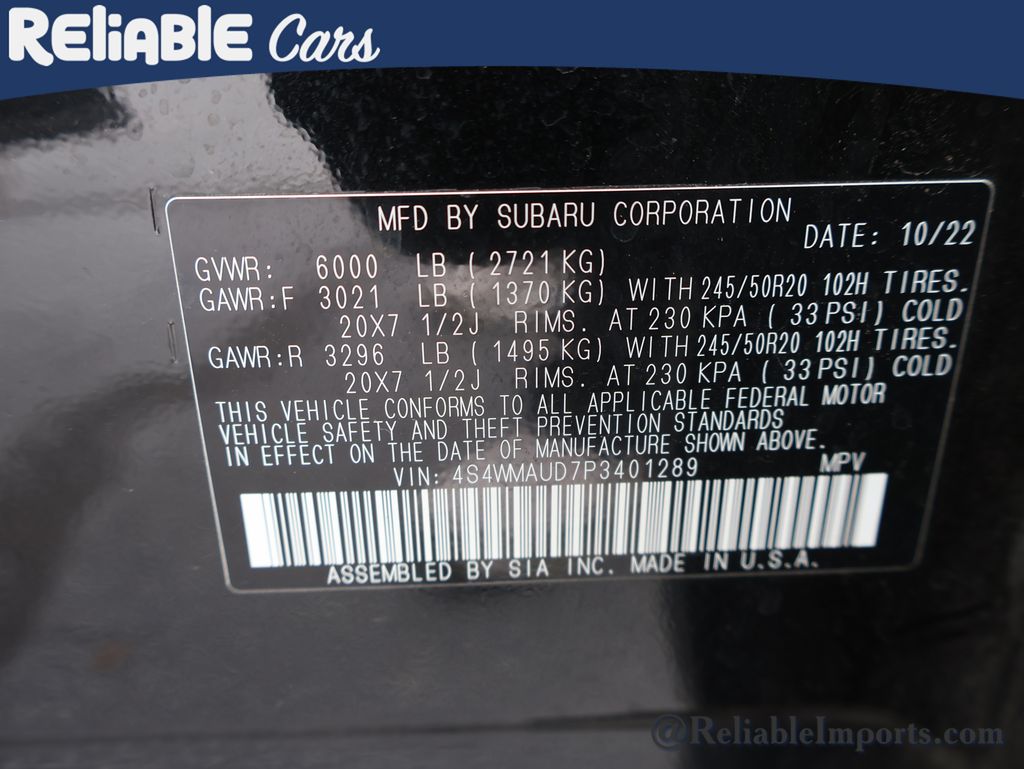 RELIABLE Cars
MFD BY SUBARU CORPORATION
DATE: 10/22
GVWR: 6000 LB ( 2721 KG)
GAWR:F 3021 LB ( 1370 KG) WITH 245/50R20 102H TIRES.
20X7 1/2J RIMS. AT 230 KPA ( 33 PSI) COLD
GAWR:R 3296 LB ( 1495 KG) WITH 245/50R20 102H TIRES.
20X7 1/2J RIMS. AT 230 KPA ( 33 PSI) COLD
THIS VEHICLE CONFORMS TO ALL APPLICABLE FEDERAL MOTOR
VEHICLE SAFETY AND THEFT PREVENTION STANDARDS
IN EFFECT ON THE DATE OF MANUFACTURE SHOWN ABOVE.
VIN: 4S4WMAUD7P3401289 MPV
ASSEMBLED BY SIA INC. MADE IN U.S.A.
@ReliableImports.com